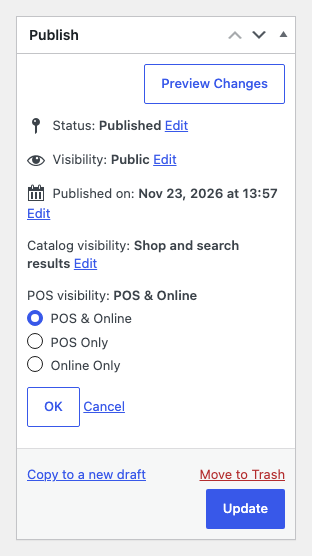 Publish
Preview Changes
Status: Published Edit
Visibility: Public Edit
Published on: Nov 23, 2026 at 13:57
Edit
Catalog visibility: Shop and search
results Edit
POS visibility: POS & Online
POS & Online
POS Only
Online Only
OK Cancel
Copy to a new draft Move to Trash
Update